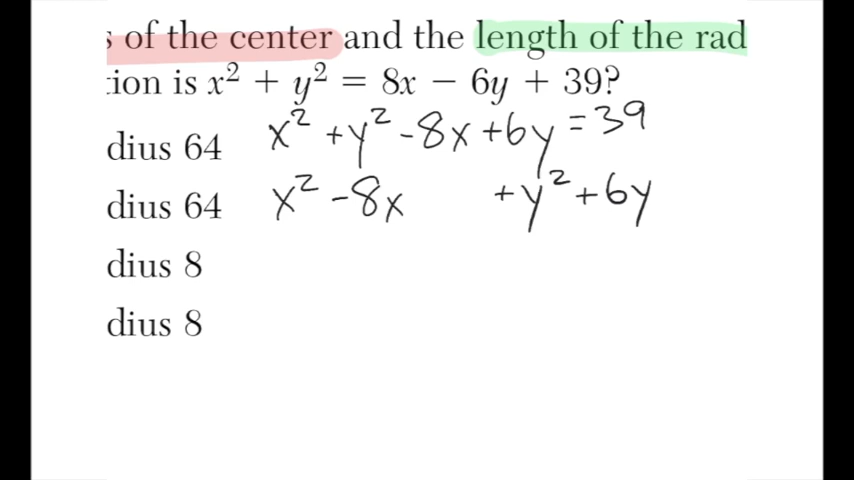 of the center and the length of the rad
ion is x² + y² = 8x − 6y + 39?
dius 64
x² + y² - 8x + 6y = 39
dius 64
x² - 8x + y² + 6y
dius 8
dius 8